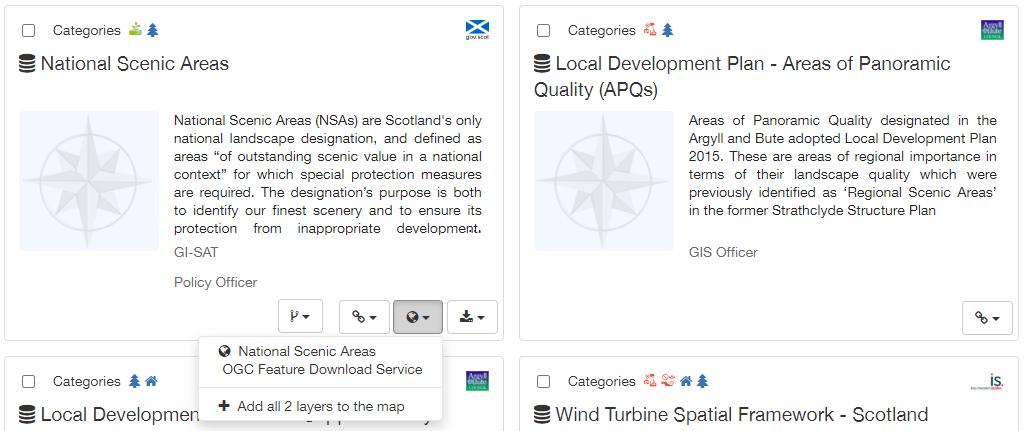 Categories
gov.scot
National Scenic Areas
National Scenic Areas (NSAs) are Scotland's only
national landscape designation, and defined as
areas “of outstanding scenic value in a national
context” for which special protection measures
are required. The designation’s purpose is both
to identify our finest scenery and to ensure its
protection from inappropriate development.
GI-SAT
Policy Officer
National Scenic Areas
OGC Feature Download Service
Add all 2 layers to the map
Categories
Argyll
&Bute
COUNCIL
Local Development Plan - Areas of Panoramic
Quality (APQs)
Areas of Panoramic Quality designated in the
Argyll and Bute adopted Local Development Plan
2015. These are areas of regional importance in
terms of their landscape quality which were
previously identified as ‘Regional Scenic Areas’
in the former Strathclyde Structure Plan
GIS Officer
Categories
Argyll
&Bute
COUNCIL
Local Developmen
Categories
is.
Wind Turbine Spatial Framework - Scotland